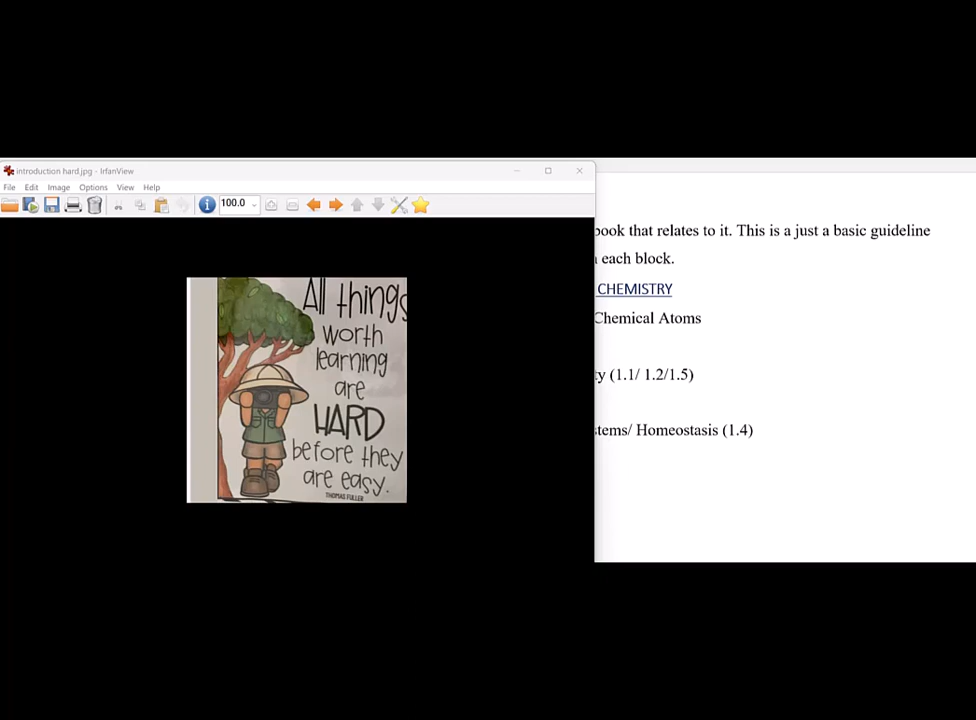 introduction hard.jpg - IrfanView
File Edit Image Options View Help
100.0
All things
worth
learning
are
HARD
before they
are easy.
THOMAS FULLER
book that relates to it. This is a just a basic guideline
each block.
CHEMISTRY
Chemical Atoms
(1.1/ 1.2/1.5)
Homeostasis (1.4)